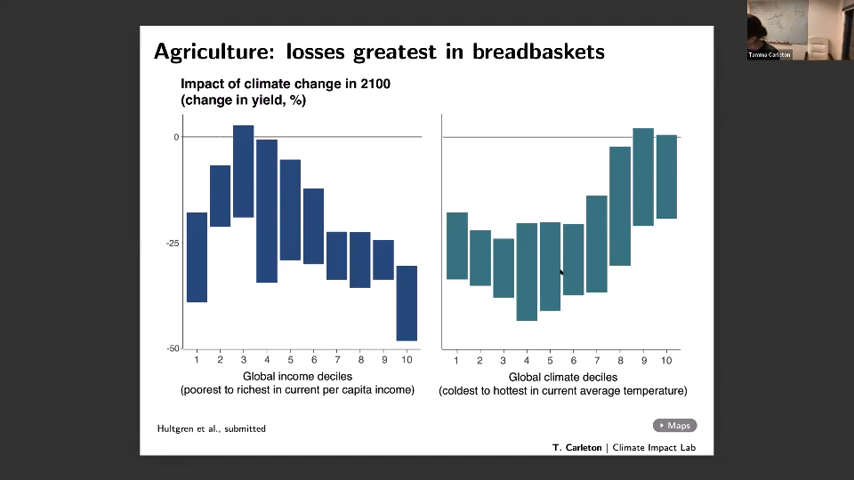 Tamma Carleton
Agriculture: losses greatest in breadbaskets
Impact of climate change in 2100
(change in yield, %)
0
-25
-50
1 2 3 4 5 6 7 8 9 10
Global income deciles
(poorest to richest in current per capita income)
1 2 3 4 5 6 7 8 9 10
Global climate deciles
(coldest to hottest in current average temperature)
Hultgren et al., submitted
Maps
T. Carleton | Climate Impact Lab